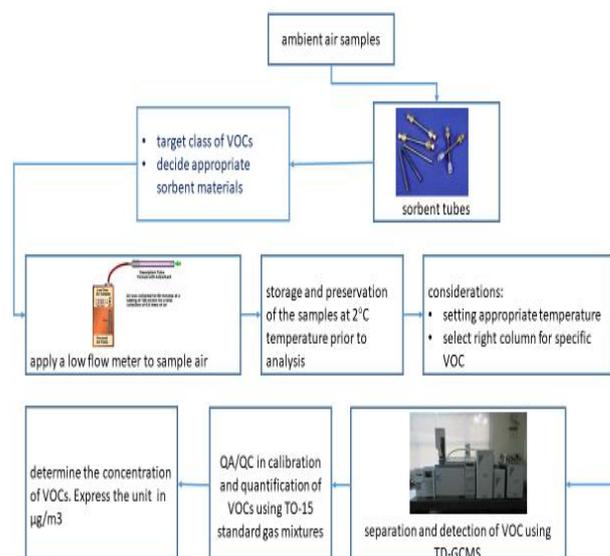 ambient air samples
sorbent tubes
• target class of VOCs
• decide appropriate
sorbent materials
apply a low flow meter to sample air
storage and preservation
of the samples at 2°C
temperature prior to
analysis
considerations:
• setting appropriate temperature
• select right column for specific
VOC
separation and detection of VOC using
TD-GCMS
QA/QC in calibration
and quantification of
VOCs using TO-15
standard gas mixtures
determine the concentration
of VOCs. Express the unit in
µg/m3